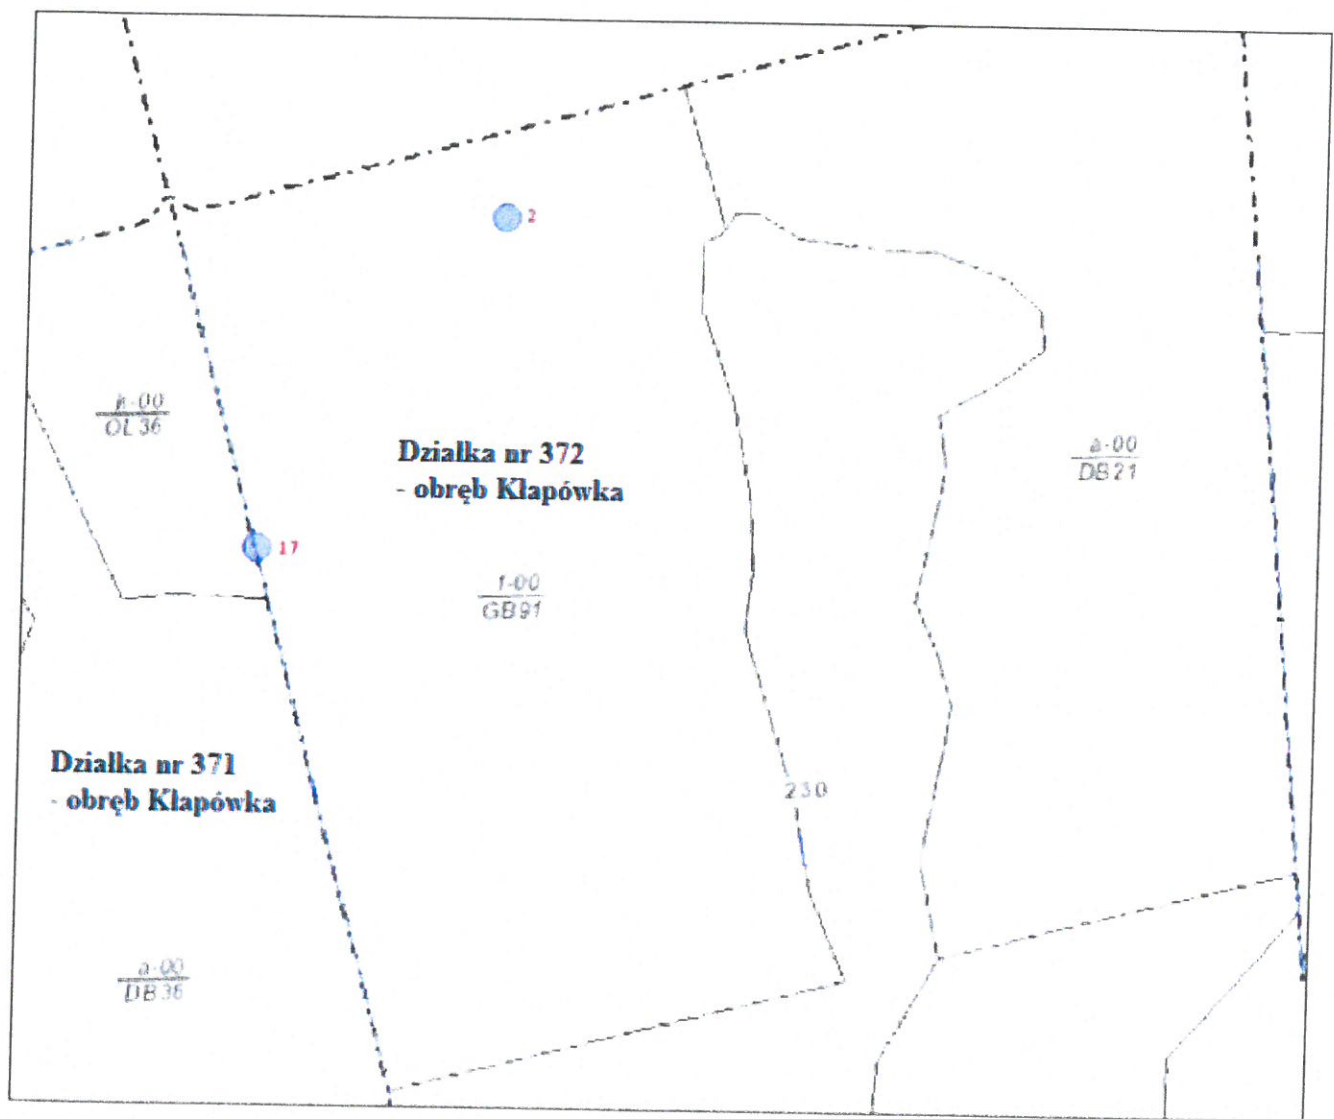 2
h-00
OL36
Działka nr 372
- obręb Kłapówka
a-00
DB21
17
f-00
GB91
Działka nr 371
- obręb Kłapówka
230
a-00
DB36